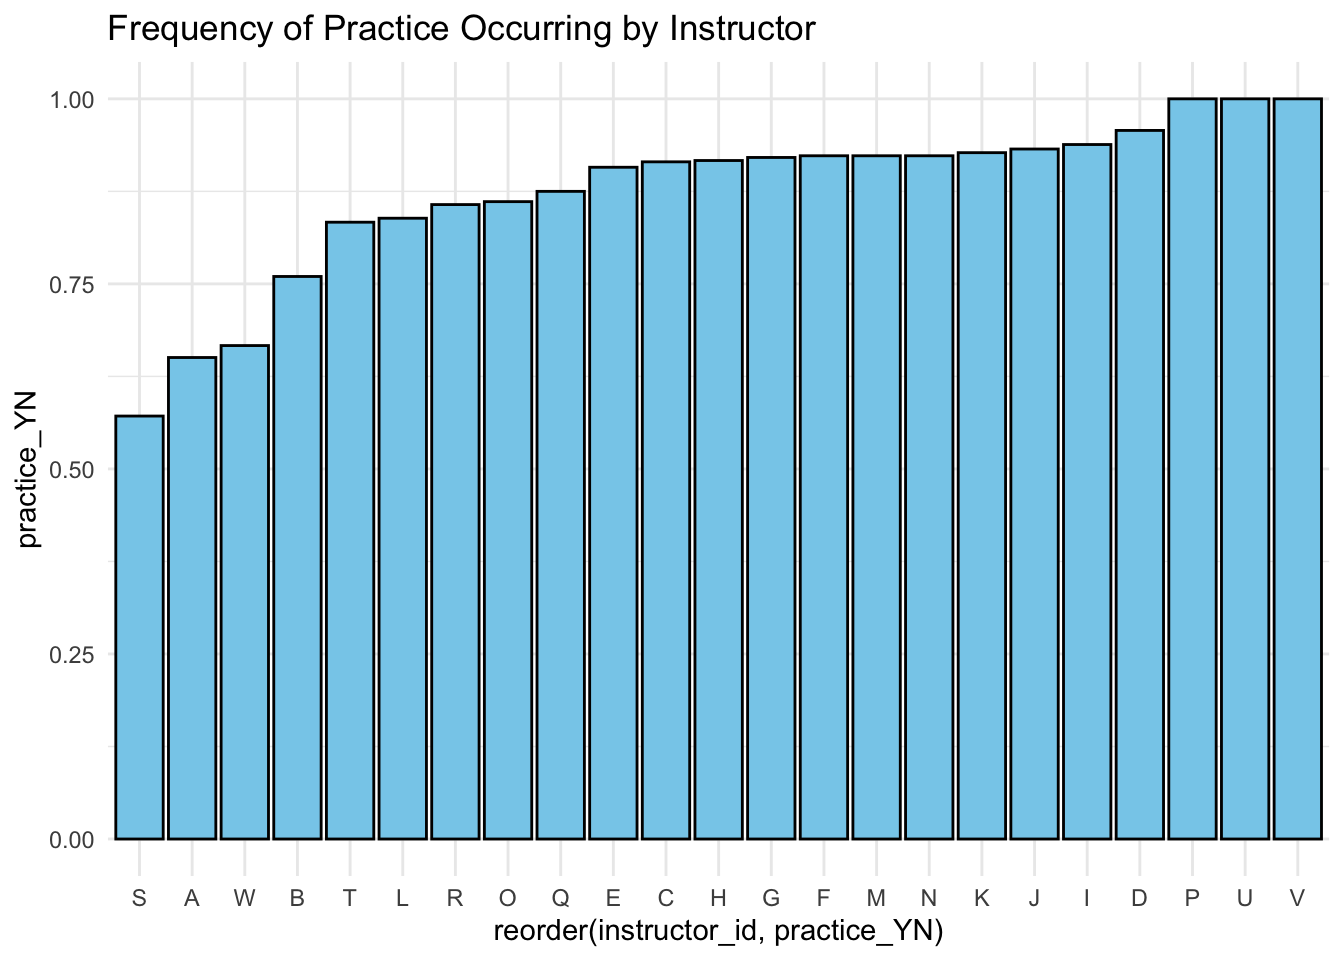 Frequency of Practice Occurring by Instructor
1.00
0.75
0.50
0.25
0.00
practice_YN
S A W B T L R O Q E C H G F M N K J I D P U V
reorder(instructor_id, practice_YN)